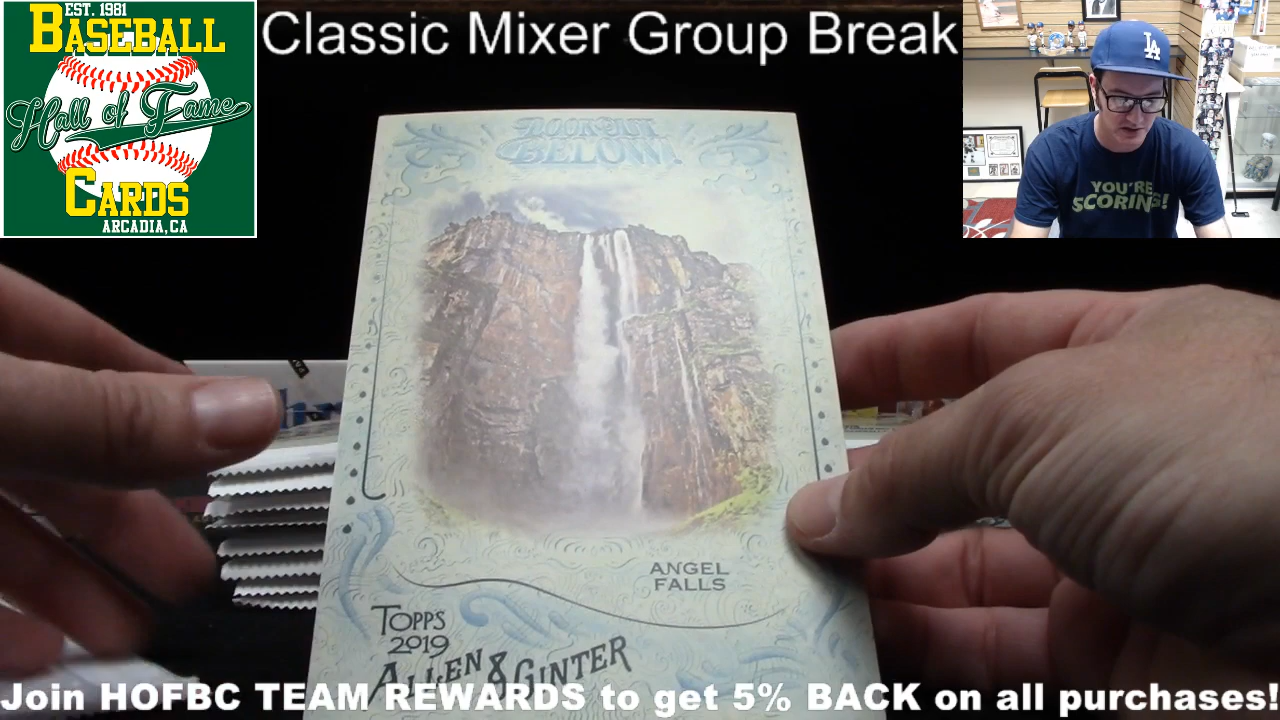 EST. 1981
BASEBALL
Hall of Fame
CARDS
ARCADIA, CA
Classic Mixer Group Break
LA
YOU'RE
SCORING!
LOOK OUT
BELOW!
ANGEL
FALLS
TOPPS
2019
ALLEN & GINTER
Join HOFBC TEAM REWARDS to get 5% BACK on all purchases!